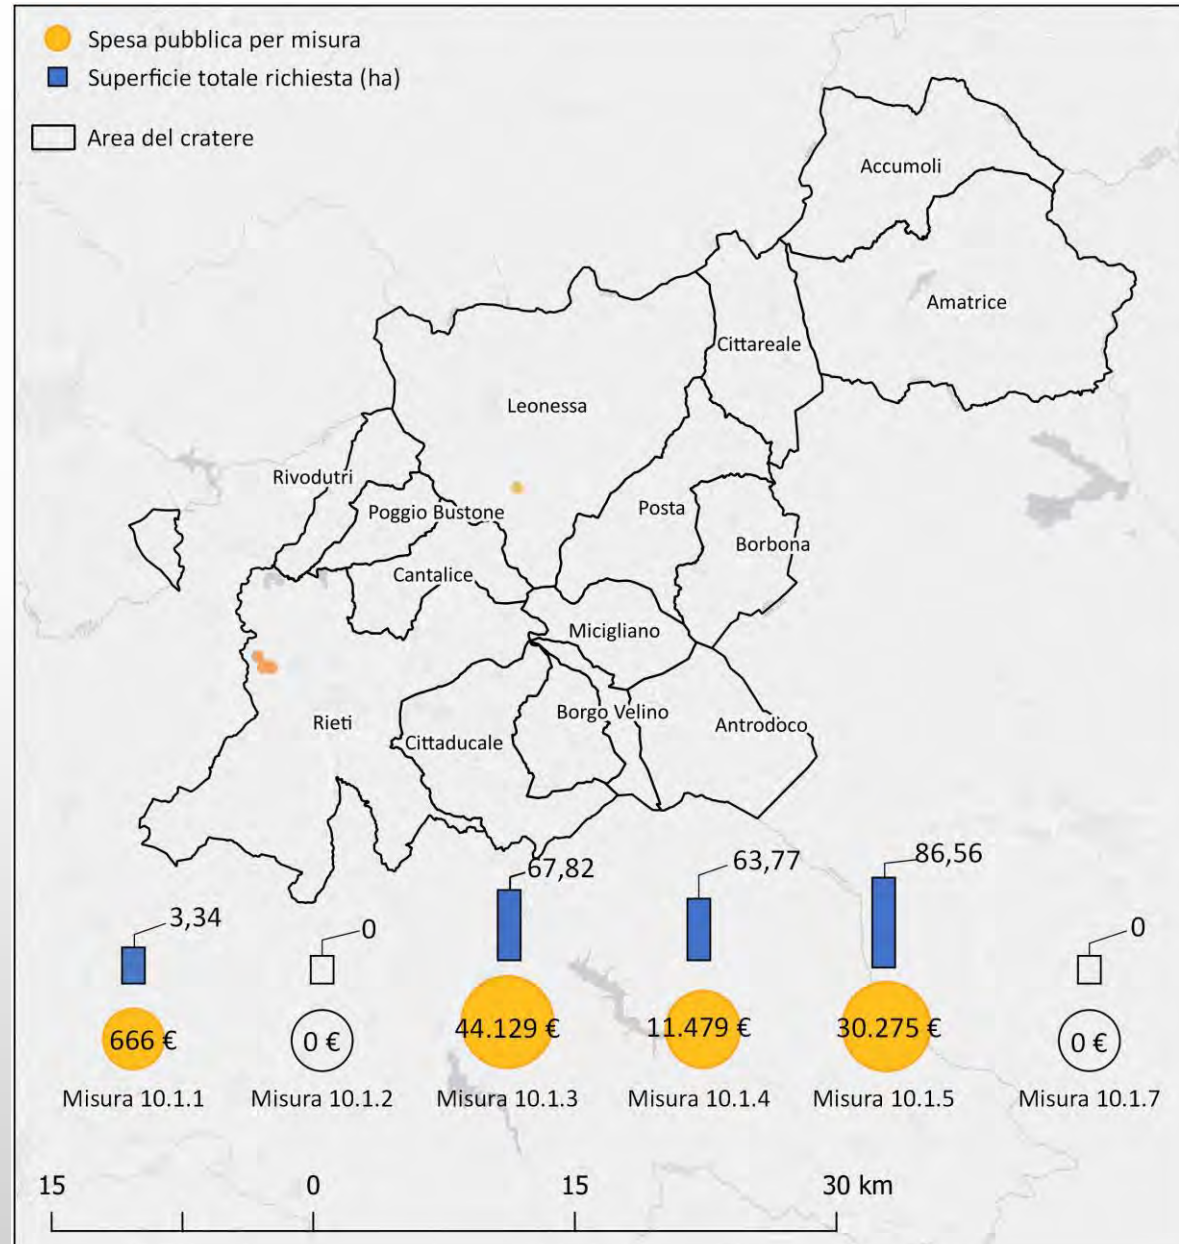 Spesa pubblica per misura
Superficie totale richiesta (ha)
Area del cratere
Accumoli
Amatrice
Cittareale
Leonessa
Rivodutri
Poggio Bustone
Posta
Borbona
Cantalice
Micigliano
Rieti
Cittaducale
Borgo Velino
Antrodoco
3,34
0
67,82
63,77
86,56
0
666 €
0 €
44.129 €
11.479 €
30.275 €
0 €
Misura 10.1.1
Misura 10.1.2
Misura 10.1.3
Misura 10.1.4
Misura 10.1.5
Misura 10.1.7
15 0 15 30 km